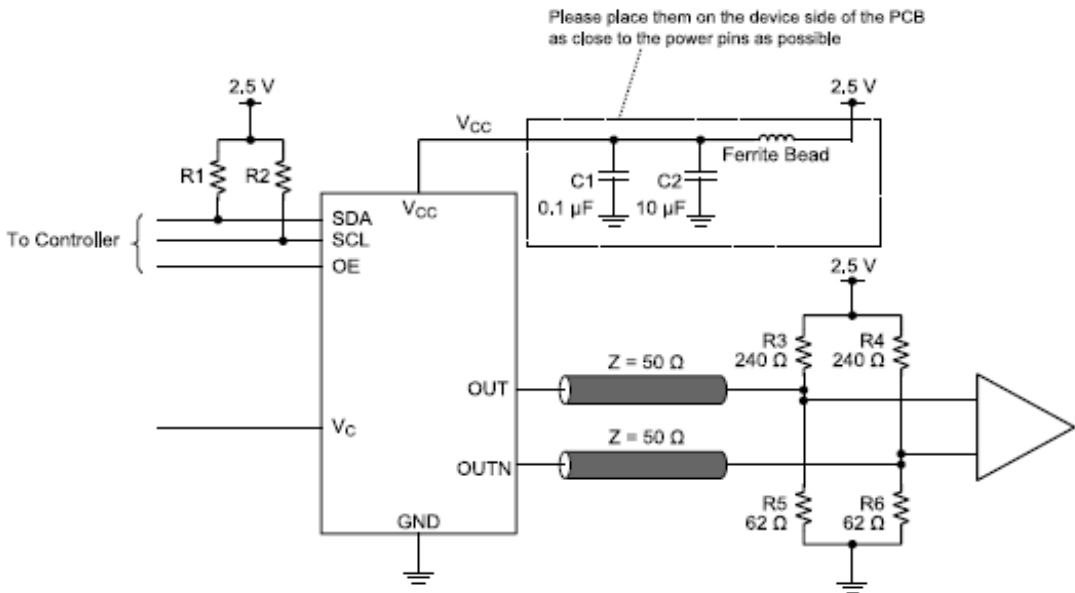 Please place them on the device side of the PCB
as close to the power pins as possible
2.5 V
2.5 V
VCC
Ferrite Bead
R1
R2
C1
C2
0.1 µF
10 µF
VCC
SDA
SCL
OE
To Controller
2.5 V
R3
R4
240 Ω
240 Ω
Z = 50 Ω
OUT
VC
Z = 50 Ω
OUTN
R5
R6
62 Ω
62 Ω
GND